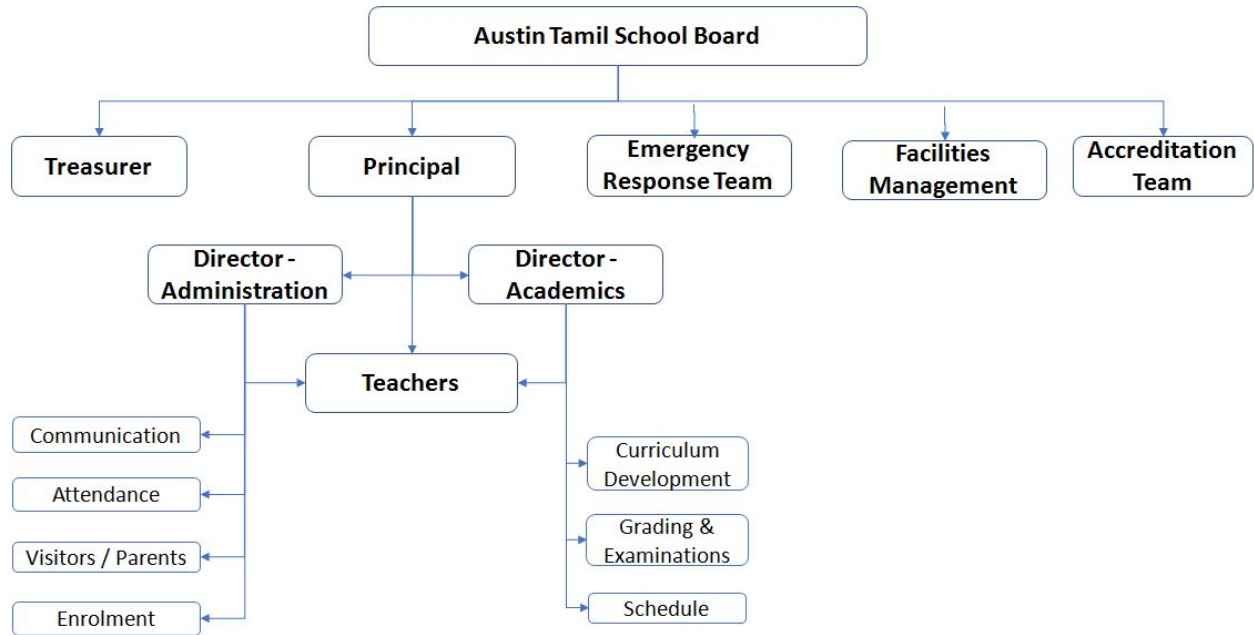 Austin Tamil School Board
Treasurer
Principal
Emergency
Response Team
Facilities
Management
Accreditation
Team
Director -
Administration
Director -
Academics
Teachers
Communication
Attendance
Visitors / Parents
Enrolment
Curriculum
Development
Grading &
Examinations
Schedule